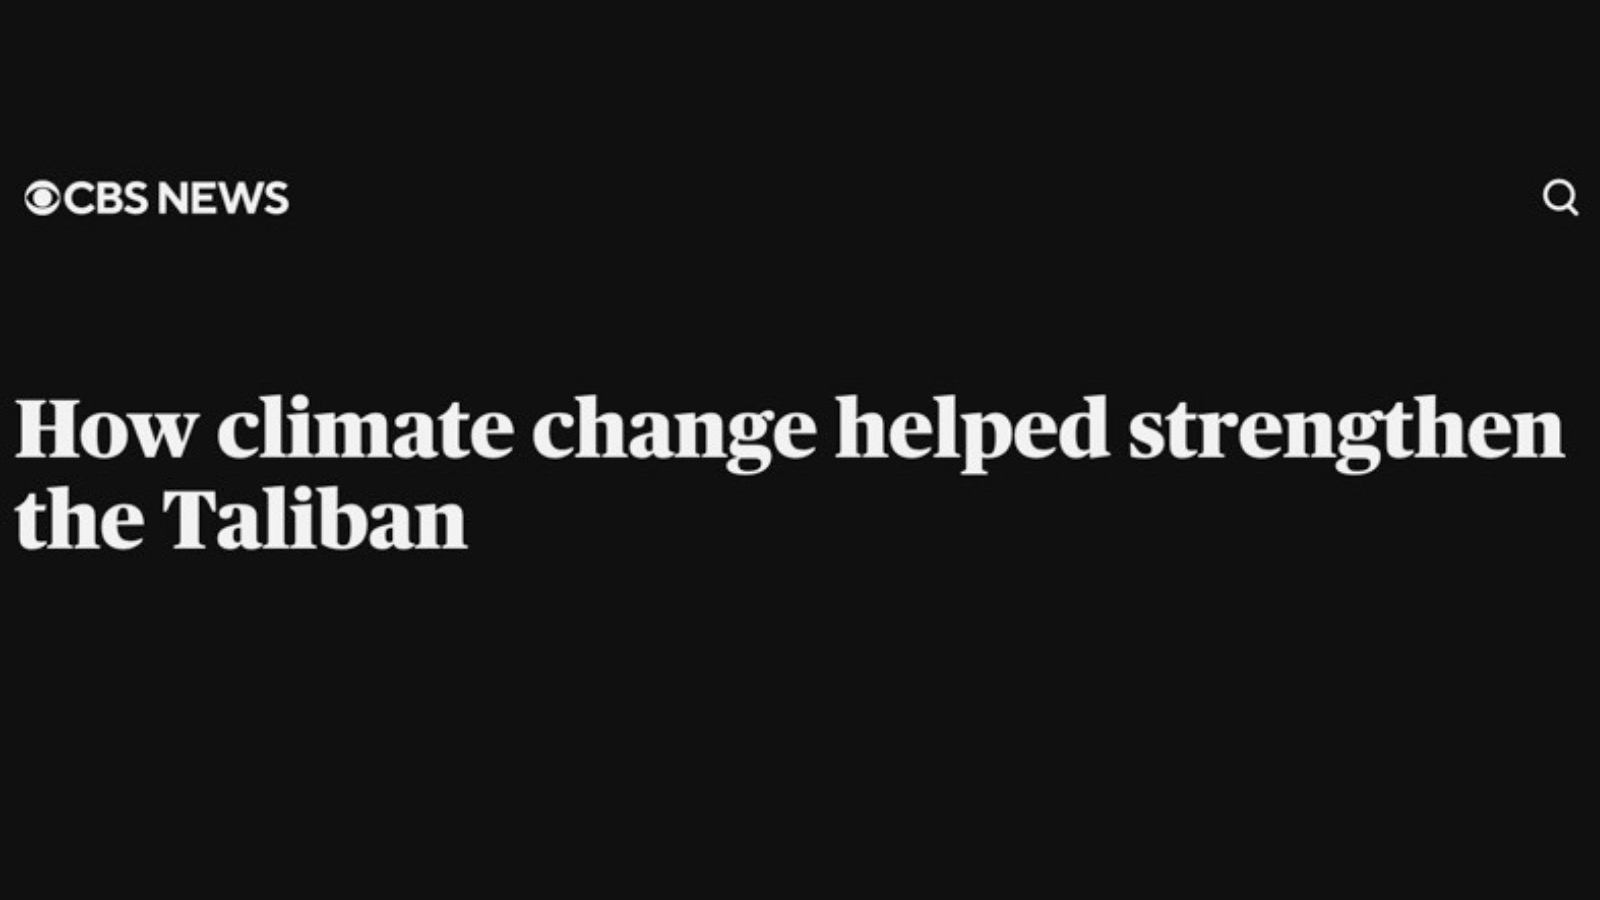 CBS NEWS
How climate change helped strengthen
the Taliban